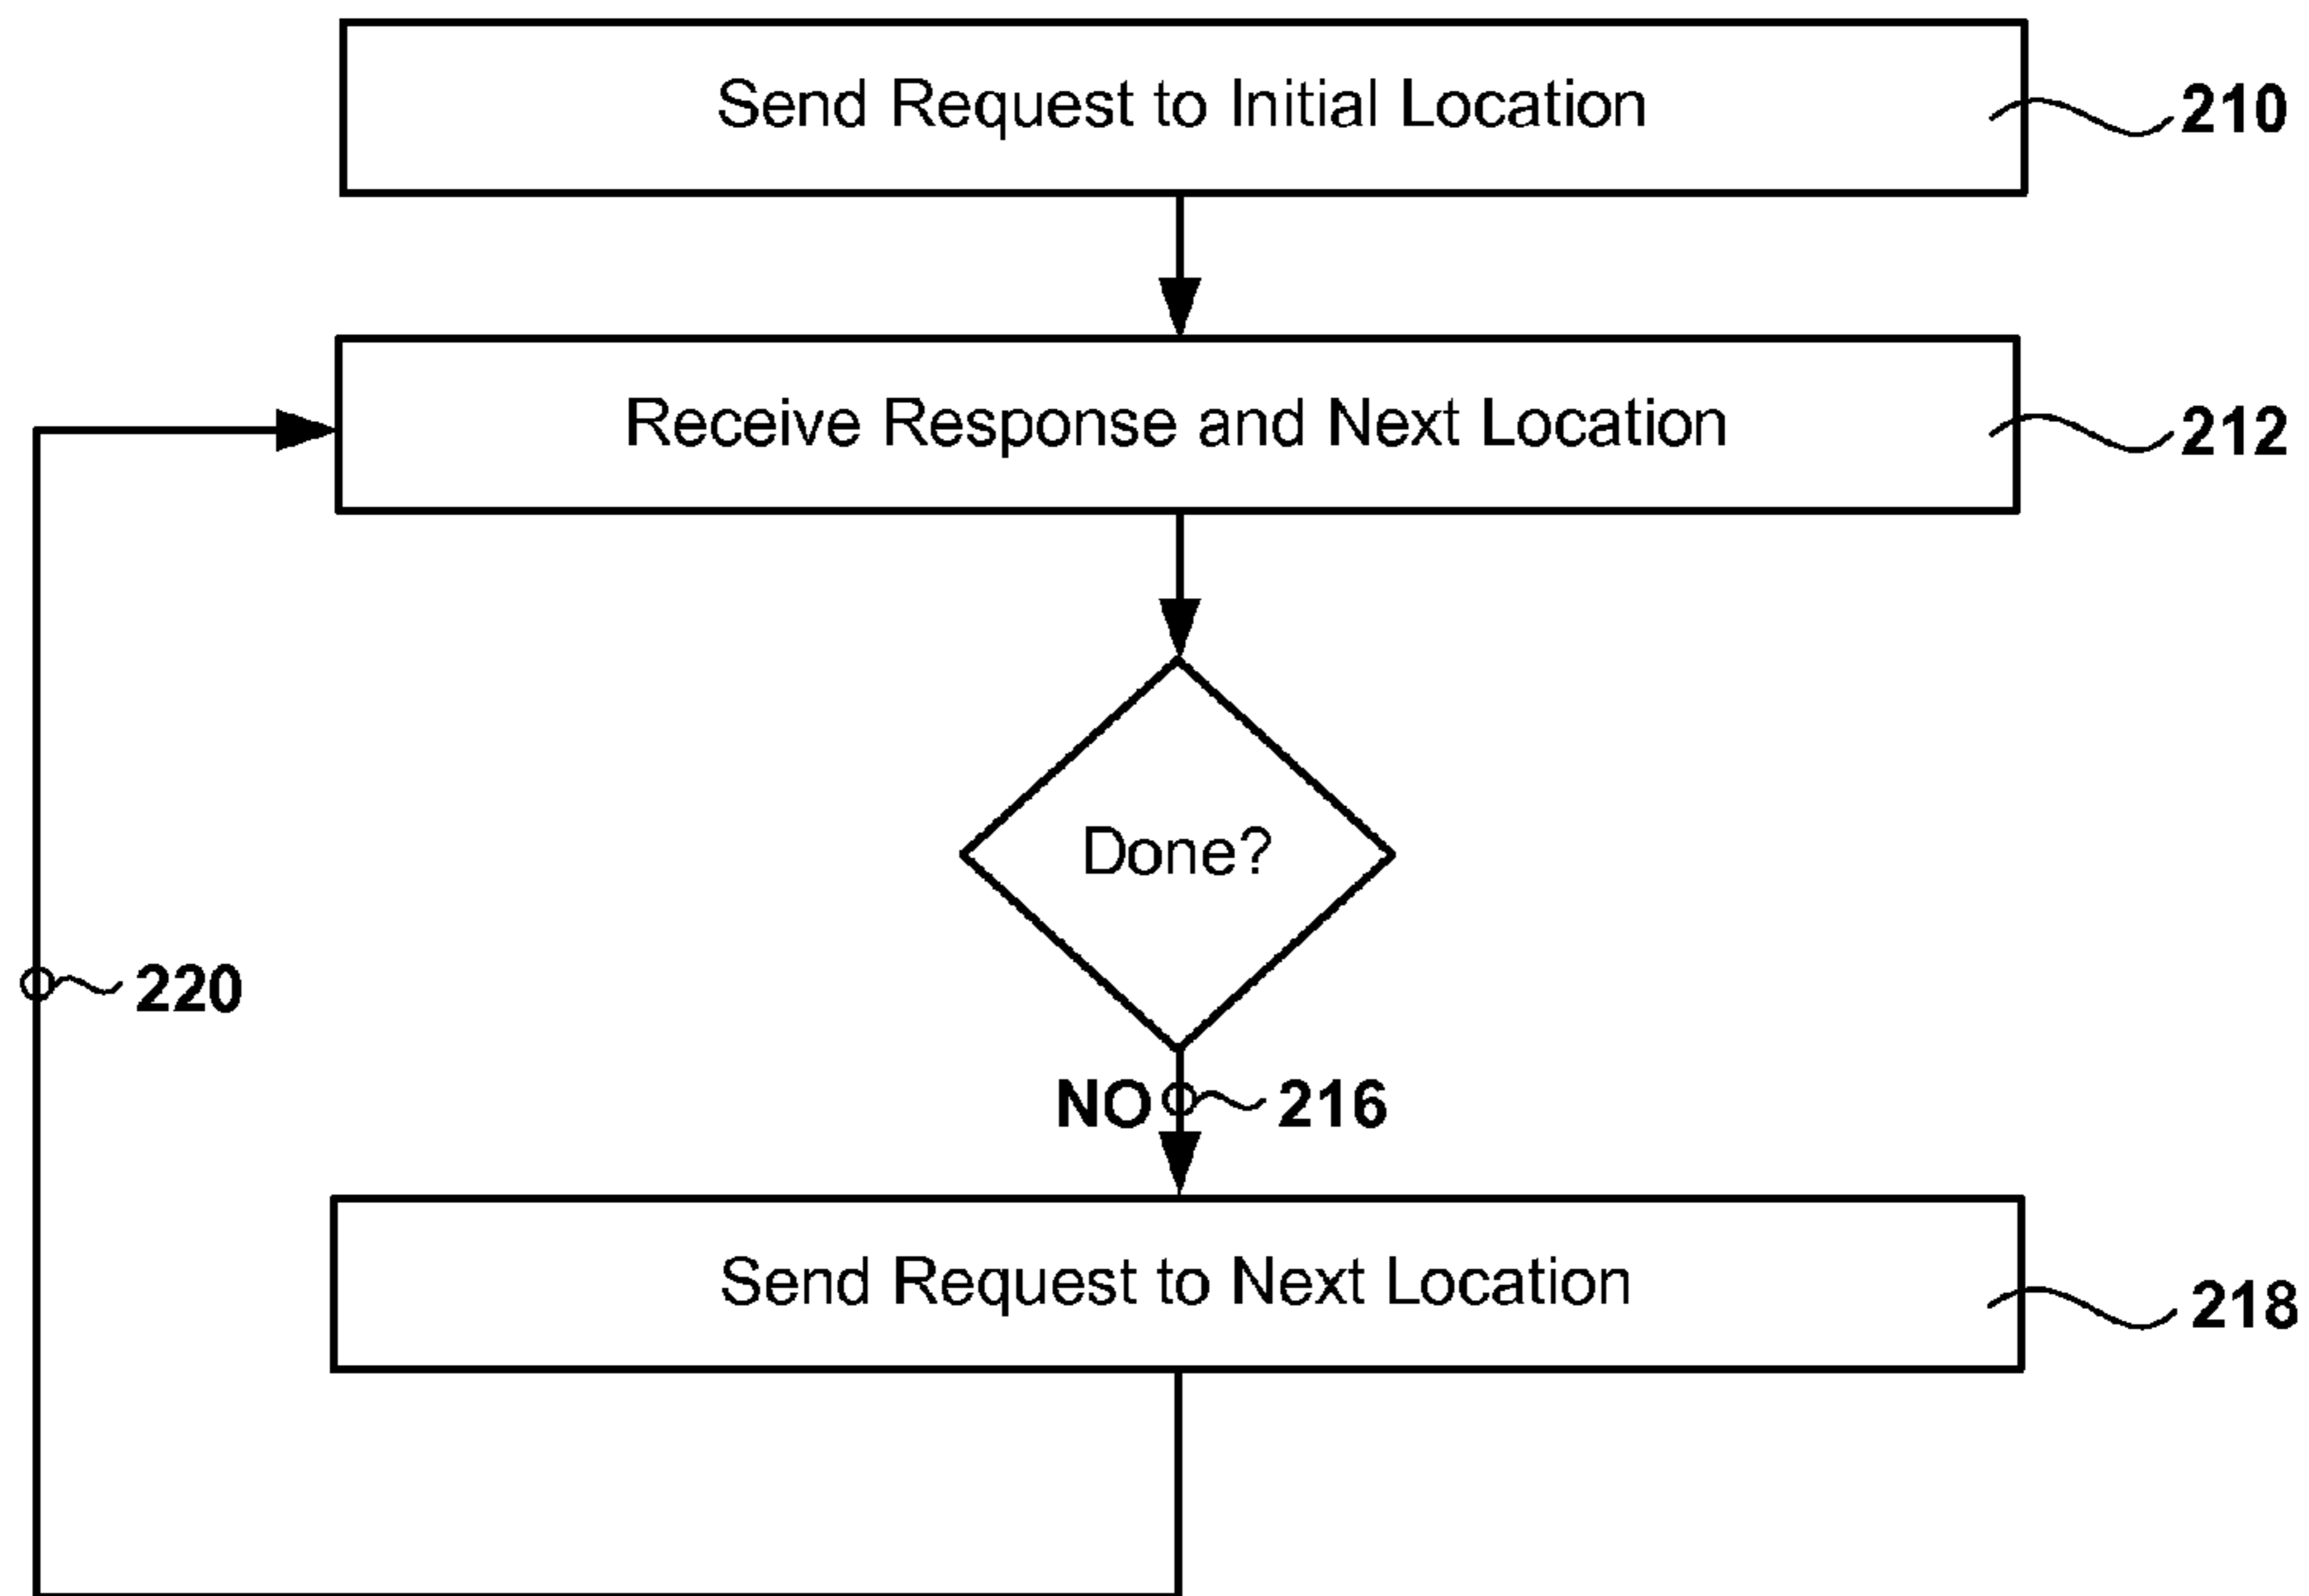 Send Request to Initial Location
210
Receive Response and Next Location
212
Done?
220
NO
216
Send Request to Next Location
218